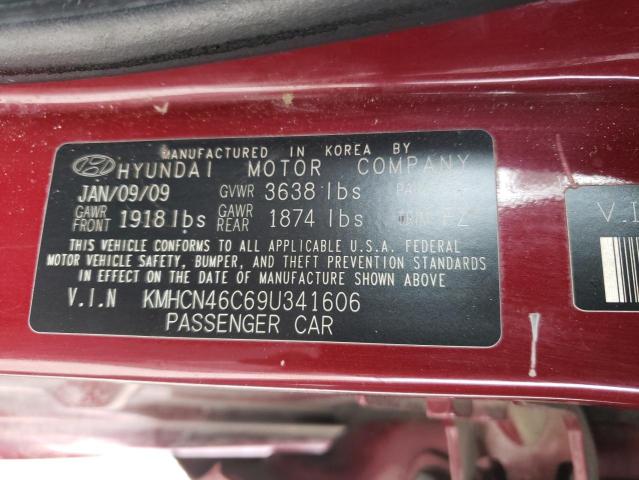 MANUFACTURED IN KOREA BY
HYUNDAI MOTOR COMPANY
JAN/09/09 GVWR 3638 lbs
GAWR FRONT 1918 lbs GAWR REAR 1874 lbs
THIS VEHICLE CONFORMS TO ALL APPLICABLE U.S.A. FEDERAL
MOTOR VEHICLE SAFETY, BUMPER, AND THEFT PREVENTION STANDARDS
IN EFFECT ON THE DATE OF MANUFACTURE SHOWN ABOVE
V.I.N KMHCN46C69U341606
PASSENGER CAR